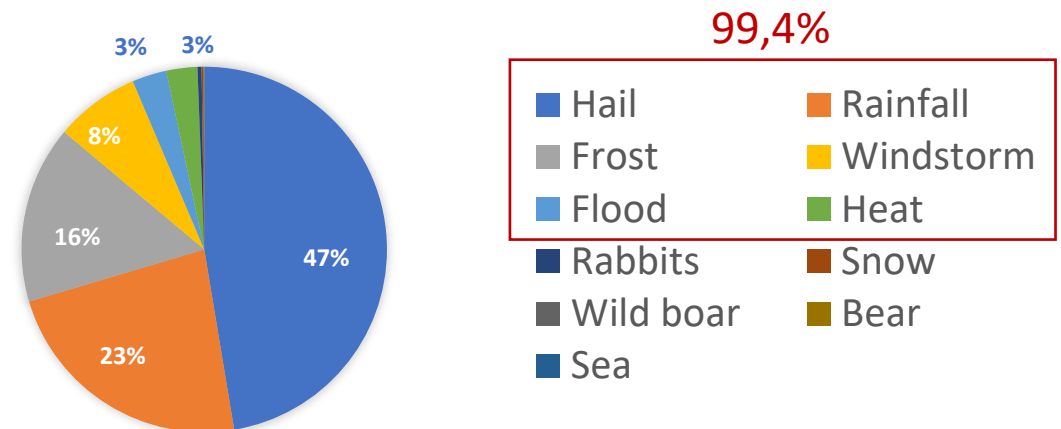 99,4%
3% 3%
8%
16%
47%
23%
Hail Rainfall
Frost Windstorm
Flood Heat
Rabbits Snow
Wild boar Bear
Sea